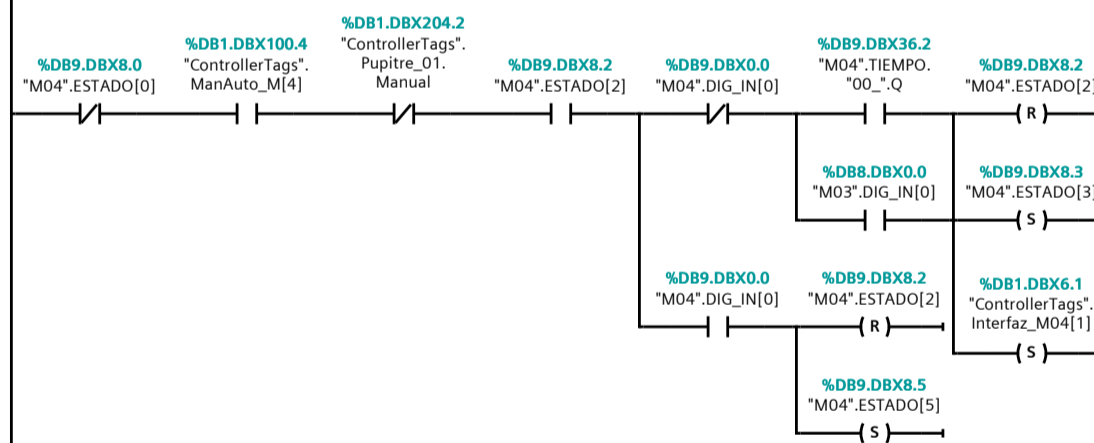 %DB9.DBX8.0
"M04".ESTADO[0]
%DB1.DBX100.4
"ControllerTags".
ManAuto_M[4]
%DB1.DBX204.2
"ControllerTags".
Pupitre_01.
Manual
%DB9.DBX8.2
"M04".ESTADO[2]
%DB9.DBX0.0
"M04".DIG_IN[0]
%DB9.DBX36.2
"M04".TIEMPO.
"00_".Q
%DB9.DBX8.2
"M04".ESTADO[2]
R
%DB8.DBX0.0
"M03".DIG_IN[0]
%DB9.DBX8.3
"M04".ESTADO[3]
S
%DB9.DBX0.0
"M04".DIG_IN[0]
%DB9.DBX8.2
"M04".ESTADO[2]
R
%DB1.DBX6.1
"ControllerTags".
Interfaz_M04[1]
S
%DB9.DBX8.5
"M04".ESTADO[5]
S